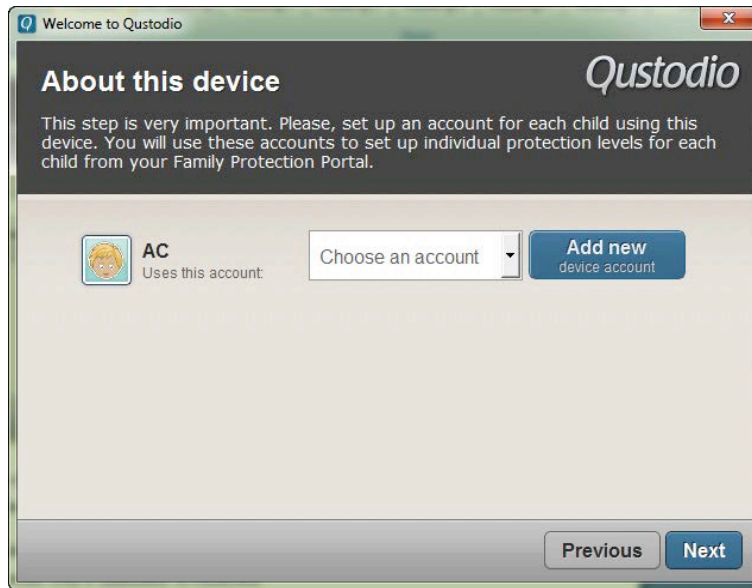 Welcome to Qustodio
About this device
Qustodio
This step is very important. Please, set up an account for each child using this
device. You will use these accounts to set up individual protection levels for each
child from your Family Protection Portal.
AC
Uses this account:
Choose an account
Add new
device account
Previous
Next